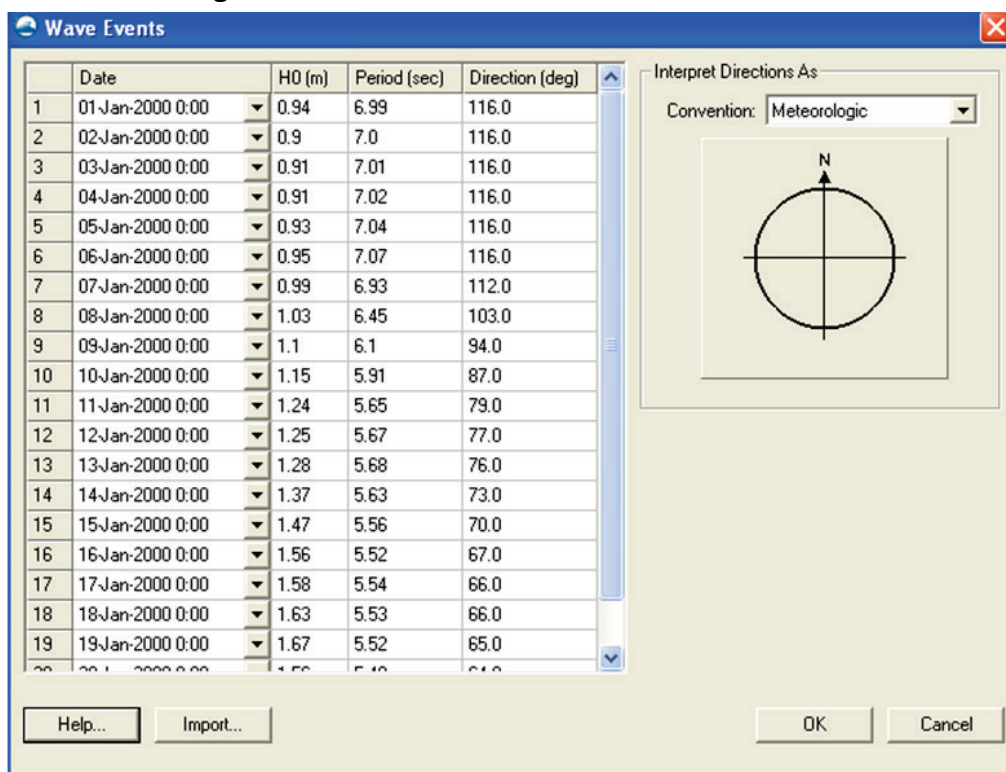 Wave Events
Date H0 (m) Period (sec) Direction (deg)
1 01-Jan-2000 0:00 0.94 6.99 116.0
2 02-Jan-2000 0:00 0.9 7.0 116.0
3 03-Jan-2000 0:00 0.91 7.01 116.0
4 04-Jan-2000 0:00 0.91 7.02 116.0
5 05-Jan-2000 0:00 0.93 7.04 116.0
6 06-Jan-2000 0:00 0.95 7.07 116.0
7 07-Jan-2000 0:00 0.99 6.93 112.0
8 08-Jan-2000 0:00 1.03 6.45 103.0
9 09-Jan-2000 0:00 1.1 6.1 94.0
10 10-Jan-2000 0:00 1.15 5.91 87.0
11 11-Jan-2000 0:00 1.24 5.65 79.0
12 12-Jan-2000 0:00 1.25 5.67 77.0
13 13-Jan-2000 0:00 1.28 5.68 76.0
14 14-Jan-2000 0:00 1.37 5.63 73.0
15 15-Jan-2000 0:00 1.47 5.56 70.0
16 16-Jan-2000 0:00 1.56 5.52 67.0
17 17-Jan-2000 0:00 1.58 5.54 66.0
18 18-Jan-2000 0:00 1.63 5.53 66.0
19 19-Jan-2000 0:00 1.67 5.52 65.0
Interpret Directions As
Convention: Meteorologic
N
Help... Import... OK Cancel